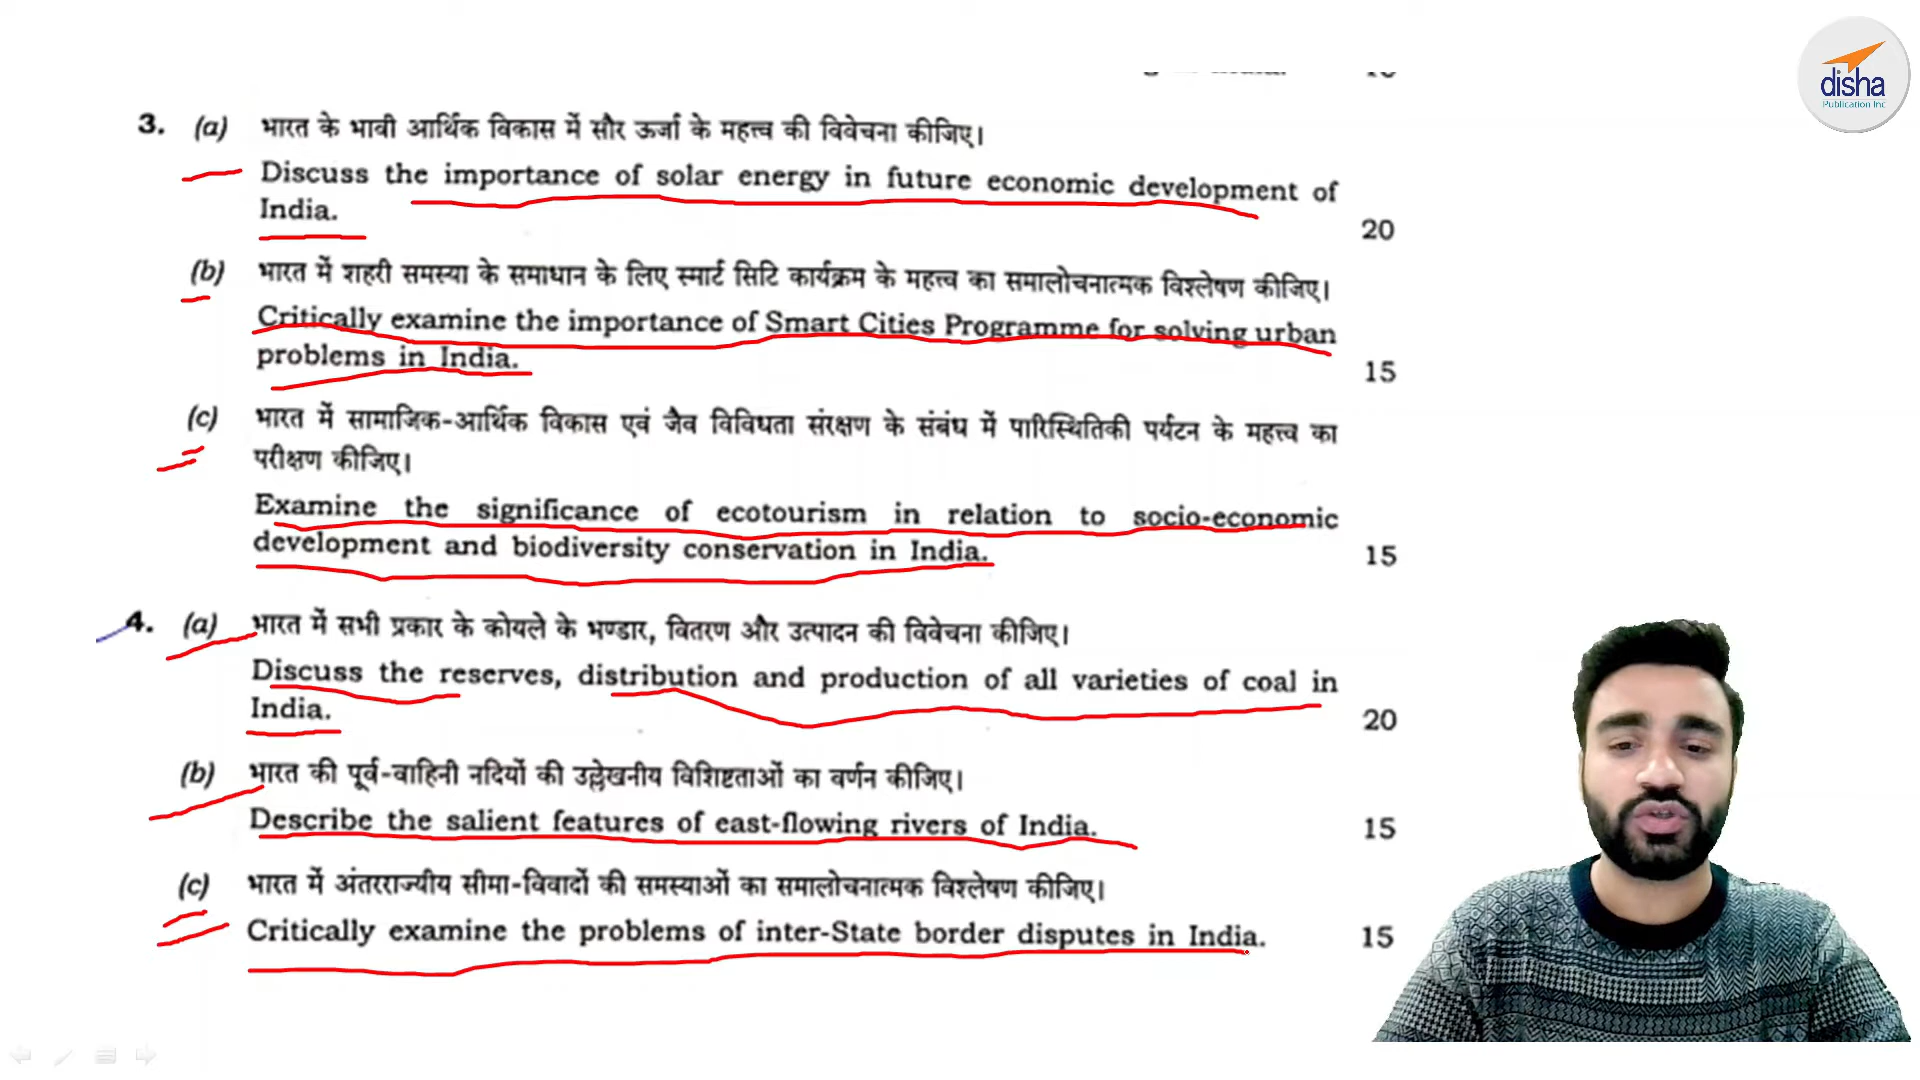 disha
Publication Inc
3. (a) भारत के भावी आर्थिक विकास में सौर ऊर्जा के महत्त्व की विवेचना कीजिए।
Discuss the importance of solar energy in future economic development of
India. 20
(b) भारत में शहरी समस्या के समाधान के लिए स्मार्ट सिटि कार्यक्रम के महत्त्व का समालोचनात्मक विश्लेषण कीजिए।
Critically examine the importance of Smart Cities Programme for solving urban
problems in India. 15
(c) भारत में सामाजिक-आर्थिक विकास एवं जैव विविधता संरक्षण के संबंध में पारिस्थितिकी पर्यटन के महत्त्व का
परीक्षण कीजिए।
Examine the significance of ecotourism in relation to socio-economic
development and biodiversity conservation in India. 15
4. (a) भारत में सभी प्रकार के कोयले के भण्डार, वितरण और उत्पादन की विवेचना कीजिए।
Discuss the reserves, distribution and production of all varieties of coal in
India. 20
(b) भारत की पूर्व-वाहिनी नदियों की उल्लेखनीय विशिष्टताओं का वर्णन कीजिए।
Describe the salient features of east-flowing rivers of India. 15
(c) भारत में अंतरराज्यीय सीमा-विवादों की समस्याओं का समालोचनात्मक विश्लेषण कीजिए।
Critically examine the problems of inter-State border disputes in India. 15